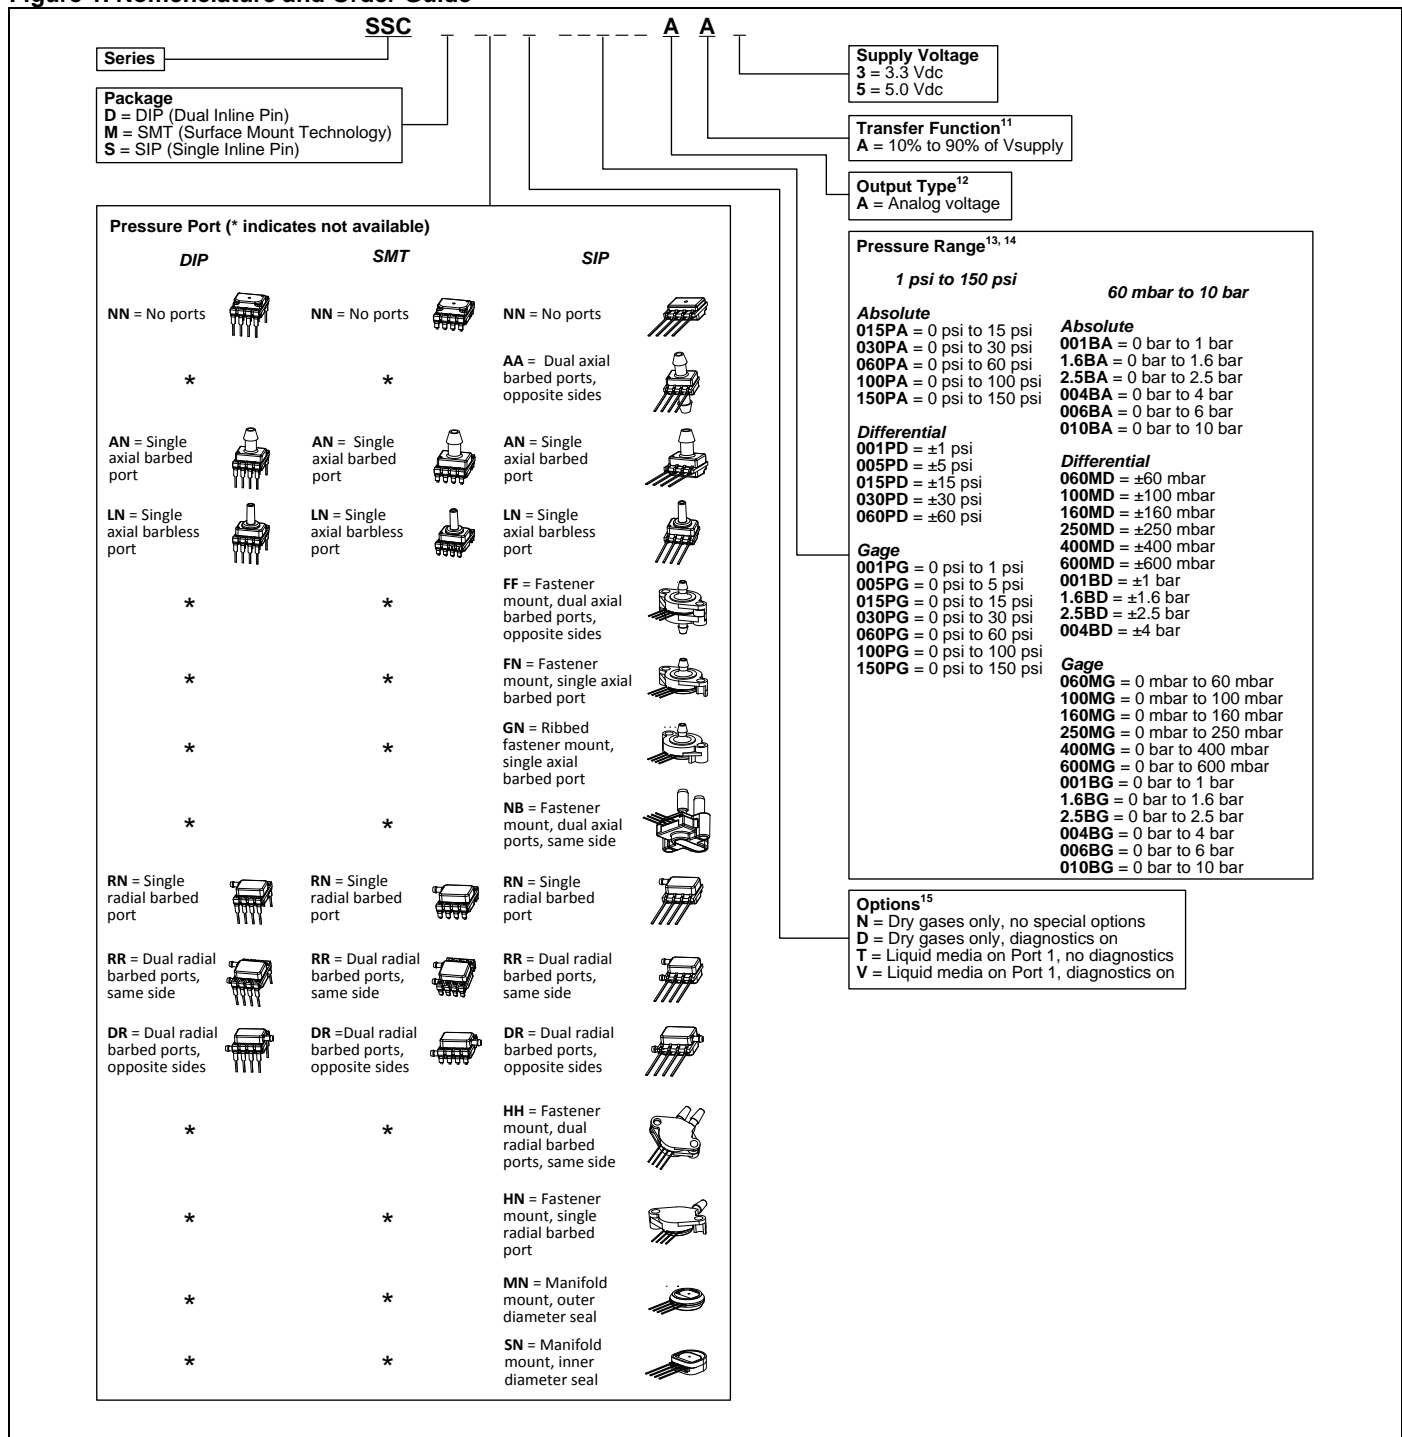 SSC _ _ _ _ _ _ _ _ A A _
Series
Package
D = DIP (Dual Inline Pin)
M = SMT (Surface Mount Technology)
S = SIP (Single Inline Pin)
Supply Voltage
3 = 3.3 Vdc
5 = 5.0 Vdc
Transfer Function11
A = 10% to 90% of Vsupply
Output Type12
A = Analog voltage
Pressure Port (* indicates not available)
DIP
SMT
SIP
NN = No ports
NN = No ports
NN = No ports
*
*
AA = Dual axial
barbed ports,
opposite sides
AN = Single
axial barbed
port
AN = Single
axial barbed
port
AN = Single
axial barbed
port
LN = Single
axial barbless
port
LN = Single
axial barbless
port
LN = Single
axial barbless
port
*
*
FF = Fastener
mount, dual axial
barbed ports,
opposite sides
*
*
FN = Fastener
mount, single axial
barbed port
*
*
GN = Ribbed
fastener mount,
single axial
barbed port
*
*
NB = Fastener
mount, dual axial
ports, same side
RN = Single
radial barbed
port
RN = Single
radial barbed
port
RN = Single
radial barbed
port
RR = Dual radial
barbed ports,
same side
RR = Dual radial
barbed ports,
same side
RR = Dual radial
barbed ports,
same side
DR = Dual radial
barbed ports,
opposite sides
DR =Dual radial
barbed ports,
opposite sides
DR = Dual radial
barbed ports,
opposite sides
*
*
HH = Fastener
mount, dual
radial barbed
ports, same side
*
*
HN = Fastener
mount, single
radial barbed
port
*
*
MN = Manifold
mount, outer
diameter seal
*
*
SN = Manifold
mount, inner
diameter seal
Pressure Range13, 14
1 psi to 150 psi
Absolute
015PA = 0 psi to 15 psi
030PA = 0 psi to 30 psi
060PA = 0 psi to 60 psi
100PA = 0 psi to 100 psi
150PA = 0 psi to 150 psi
Differential
001PD = ±1 psi
005PD = ±5 psi
015PD = ±15 psi
030PD = ±30 psi
060PD = ±60 psi
Gage
001PG = 0 psi to 1 psi
005PG = 0 psi to 5 psi
015PG = 0 psi to 15 psi
030PG = 0 psi to 30 psi
060PG = 0 psi to 60 psi
100PG = 0 psi to 100 psi
150PG = 0 psi to 150 psi
60 mbar to 10 bar
Absolute
001BA = 0 bar to 1 bar
1.6BA = 0 bar to 1.6 bar
2.5BA = 0 bar to 2.5 bar
004BA = 0 bar to 4 bar
006BA = 0 bar to 6 bar
010BA = 0 bar to 10 bar
Differential
060MD = ±60 mbar
100MD = ±100 mbar
160MD = ±160 mbar
250MD = ±250 mbar
400MD = ±400 mbar
600MD = ±600 mbar
001BD = ±1 bar
1.6BD = ±1.6 bar
2.5BD = ±2.5 bar
004BD = ±4 bar
Gage
060MG = 0 mbar to 60 mbar
100MG = 0 mbar to 100 mbar
160MG = 0 mbar to 160 mbar
250MG = 0 mbar to 250 mbar
400MG = 0 bar to 400 mbar
600MG = 0 bar to 600 mbar
001BG = 0 bar to 1 bar
1.6BG = 0 bar to 1.6 bar
2.5BG = 0 bar to 2.5 bar
004BG = 0 bar to 4 bar
006BG = 0 bar to 6 bar
010BG = 0 bar to 10 bar
Options15
N = Dry gases only, no special options
D = Dry gases only, diagnostics on
T = Liquid media on Port 1, no diagnostics
V = Liquid media on Port 1, diagnostics on